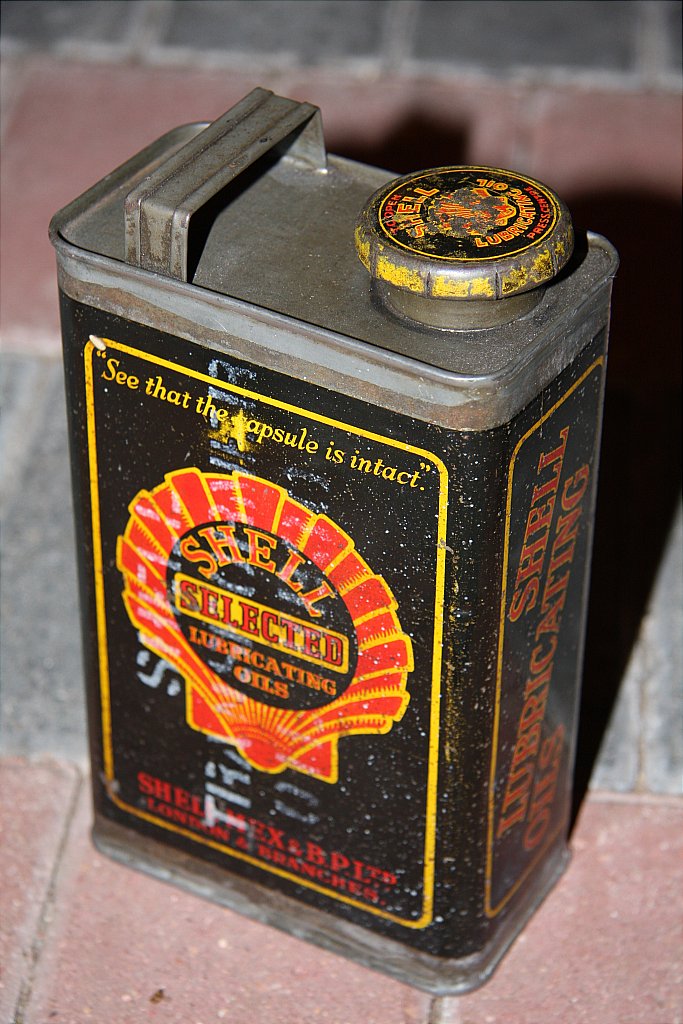 SHELL
LUBRICATING OIL
"See that the capsule is intact".
SHELL
SELECTED
LUBRICATING
OILS
SHELL-MEX & B.P. LTD
LONDON & BRANCHES.
SHELL
LUBRICATING
OILS